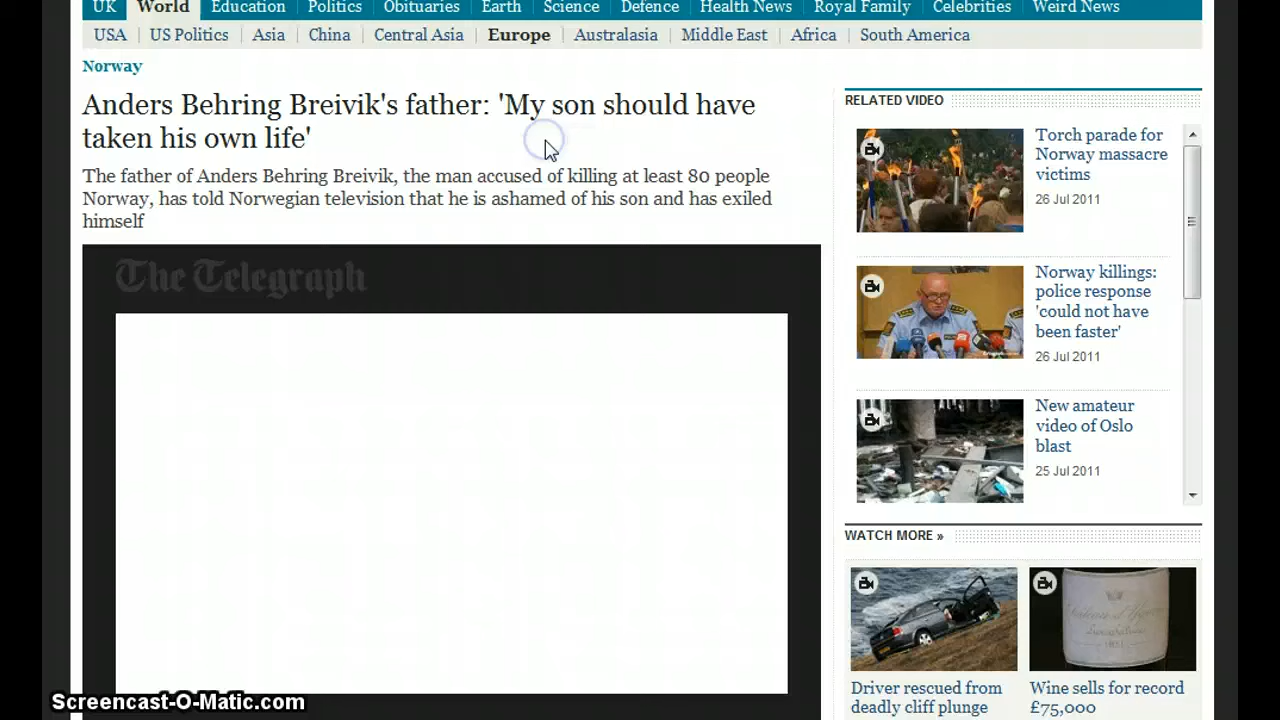 UK World Education Politics Obituaries Earth Science Defence Health News Royal Family Celebrities Weird News
USA US Politics Asia China Central Asia Europe Australasia Middle East Africa South America
Norway
Anders Behring Breivik's father: 'My son should have
taken his own life'
The father of Anders Behring Breivik, the man accused of killing at least 80 people
Norway, has told Norwegian television that he is ashamed of his son and has exiled
himself
The Telegraph
RELATED VIDEO
Torch parade for
Norway massacre
victims
26 Jul 2011
Norway killings:
police response
'could not have
been faster'
26 Jul 2011
New amateur
video of Oslo
blast
25 Jul 2011
WATCH MORE »
Driver rescued from
deadly cliff plunge
Wine sells for record
£75,000
Screencast-O-Matic.com